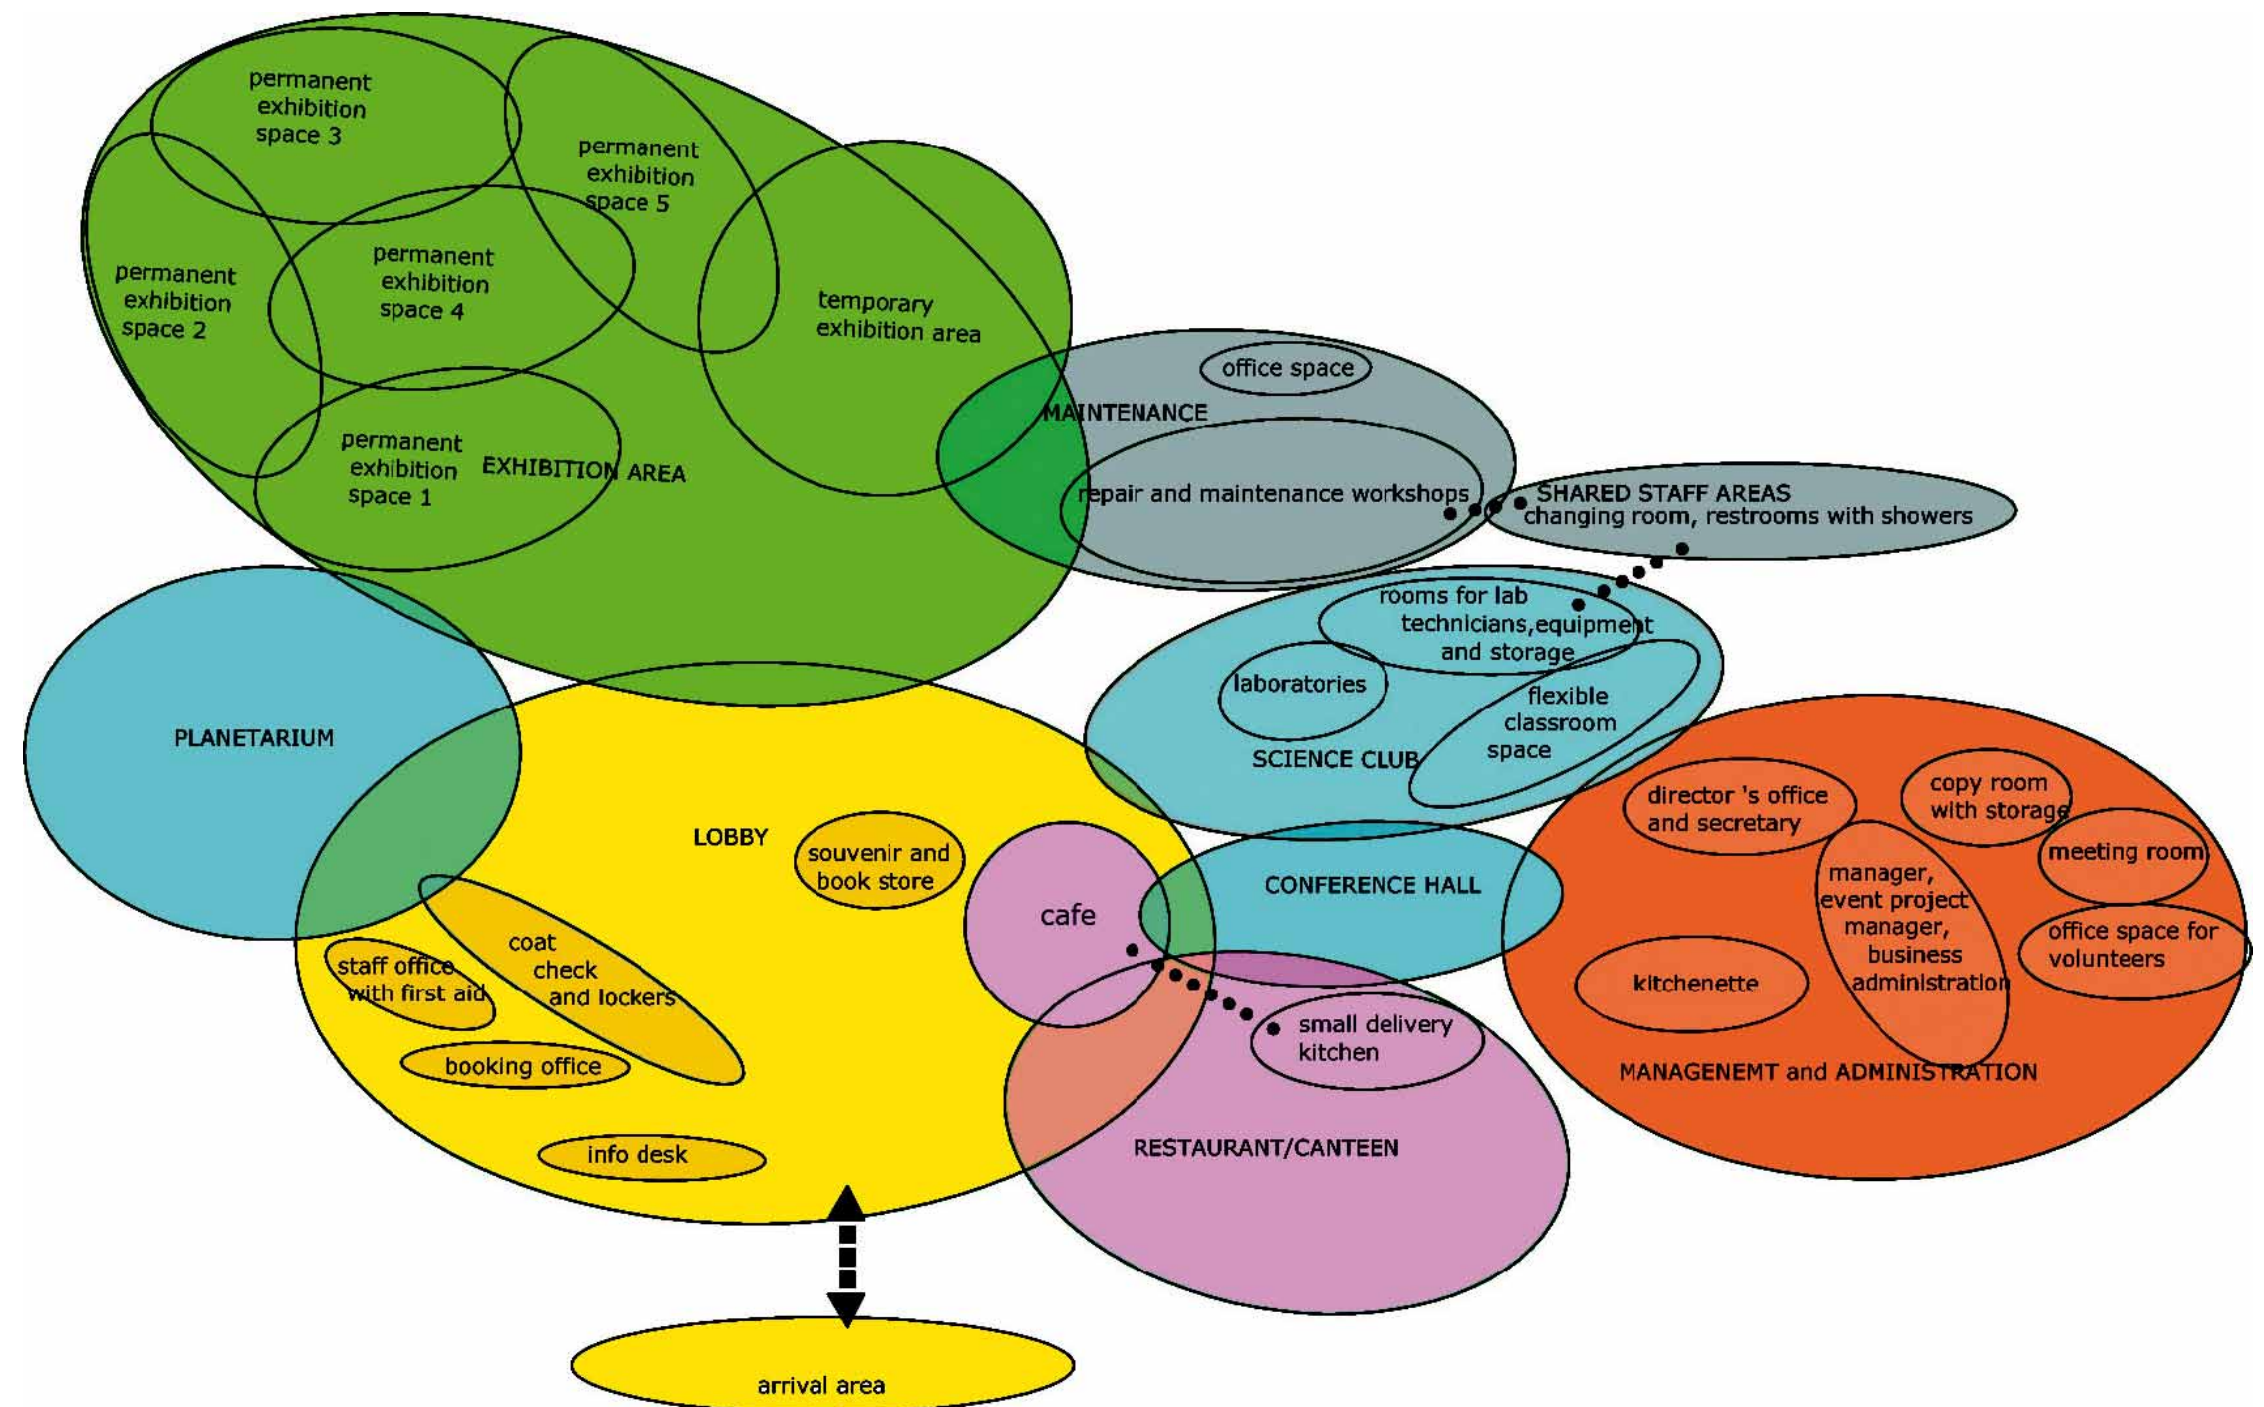 permanent
exhibition
space 3
permanent
exhibition
space 5
permanent
exhibition
space 2
permanent
exhibition
space 4
temporary
exhibition area
permanent
exhibition
space 1
EXHIBITION AREA
office space
MAINTENANCE
repair and maintenance workshops
SHARED STAFF AREAS
changing room, restrooms with showers
rooms for lab
technicians,equipment
and storage
laboratories
flexible
classroom
space
SCIENCE CLUB
PLANETARIUM
LOBBY
souvenir and
book store
cafe
CONFERENCE HALL
director 's office
and secretary
copy room
with storage
meeting room
manager,
event project
manager,
business
administration
office space for
volunteers
kitchenette
MANAGENEMT and ADMINISTRATION
coat
check
and lockers
staff office
with first aid
booking office
info desk
small delivery
kitchen
RESTAURANT/CANTEEN
arrival area